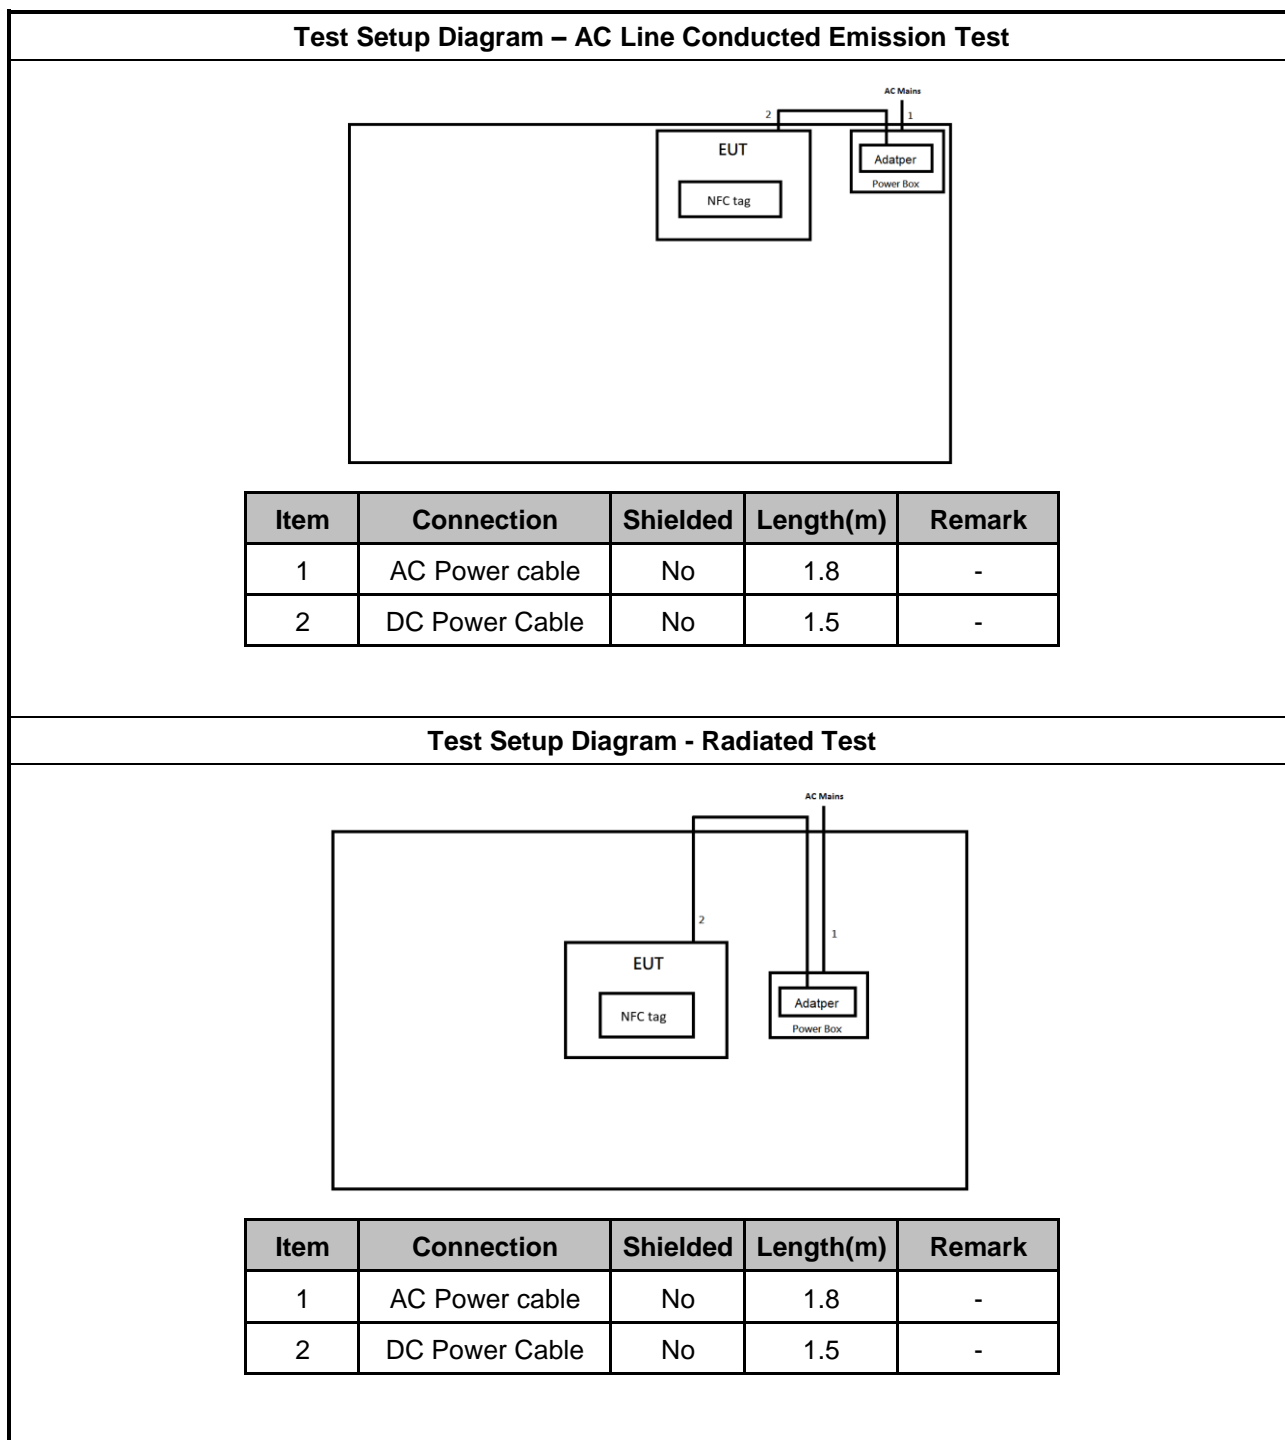 Test Setup Diagram – AC Line Conducted Emission Test
AC Mains
2
1
EUT
Adatper
Power Box
NFC tag
Item Connection Shielded Length(m) Remark
1 AC Power cable No 1.8 -
2 DC Power Cable No 1.5 -
Test Setup Diagram - Radiated Test
AC Mains
2
1
EUT
Adatper
NFC tag
Power Box
Item Connection Shielded Length(m) Remark
1 AC Power cable No 1.8 -
2 DC Power Cable No 1.5 -